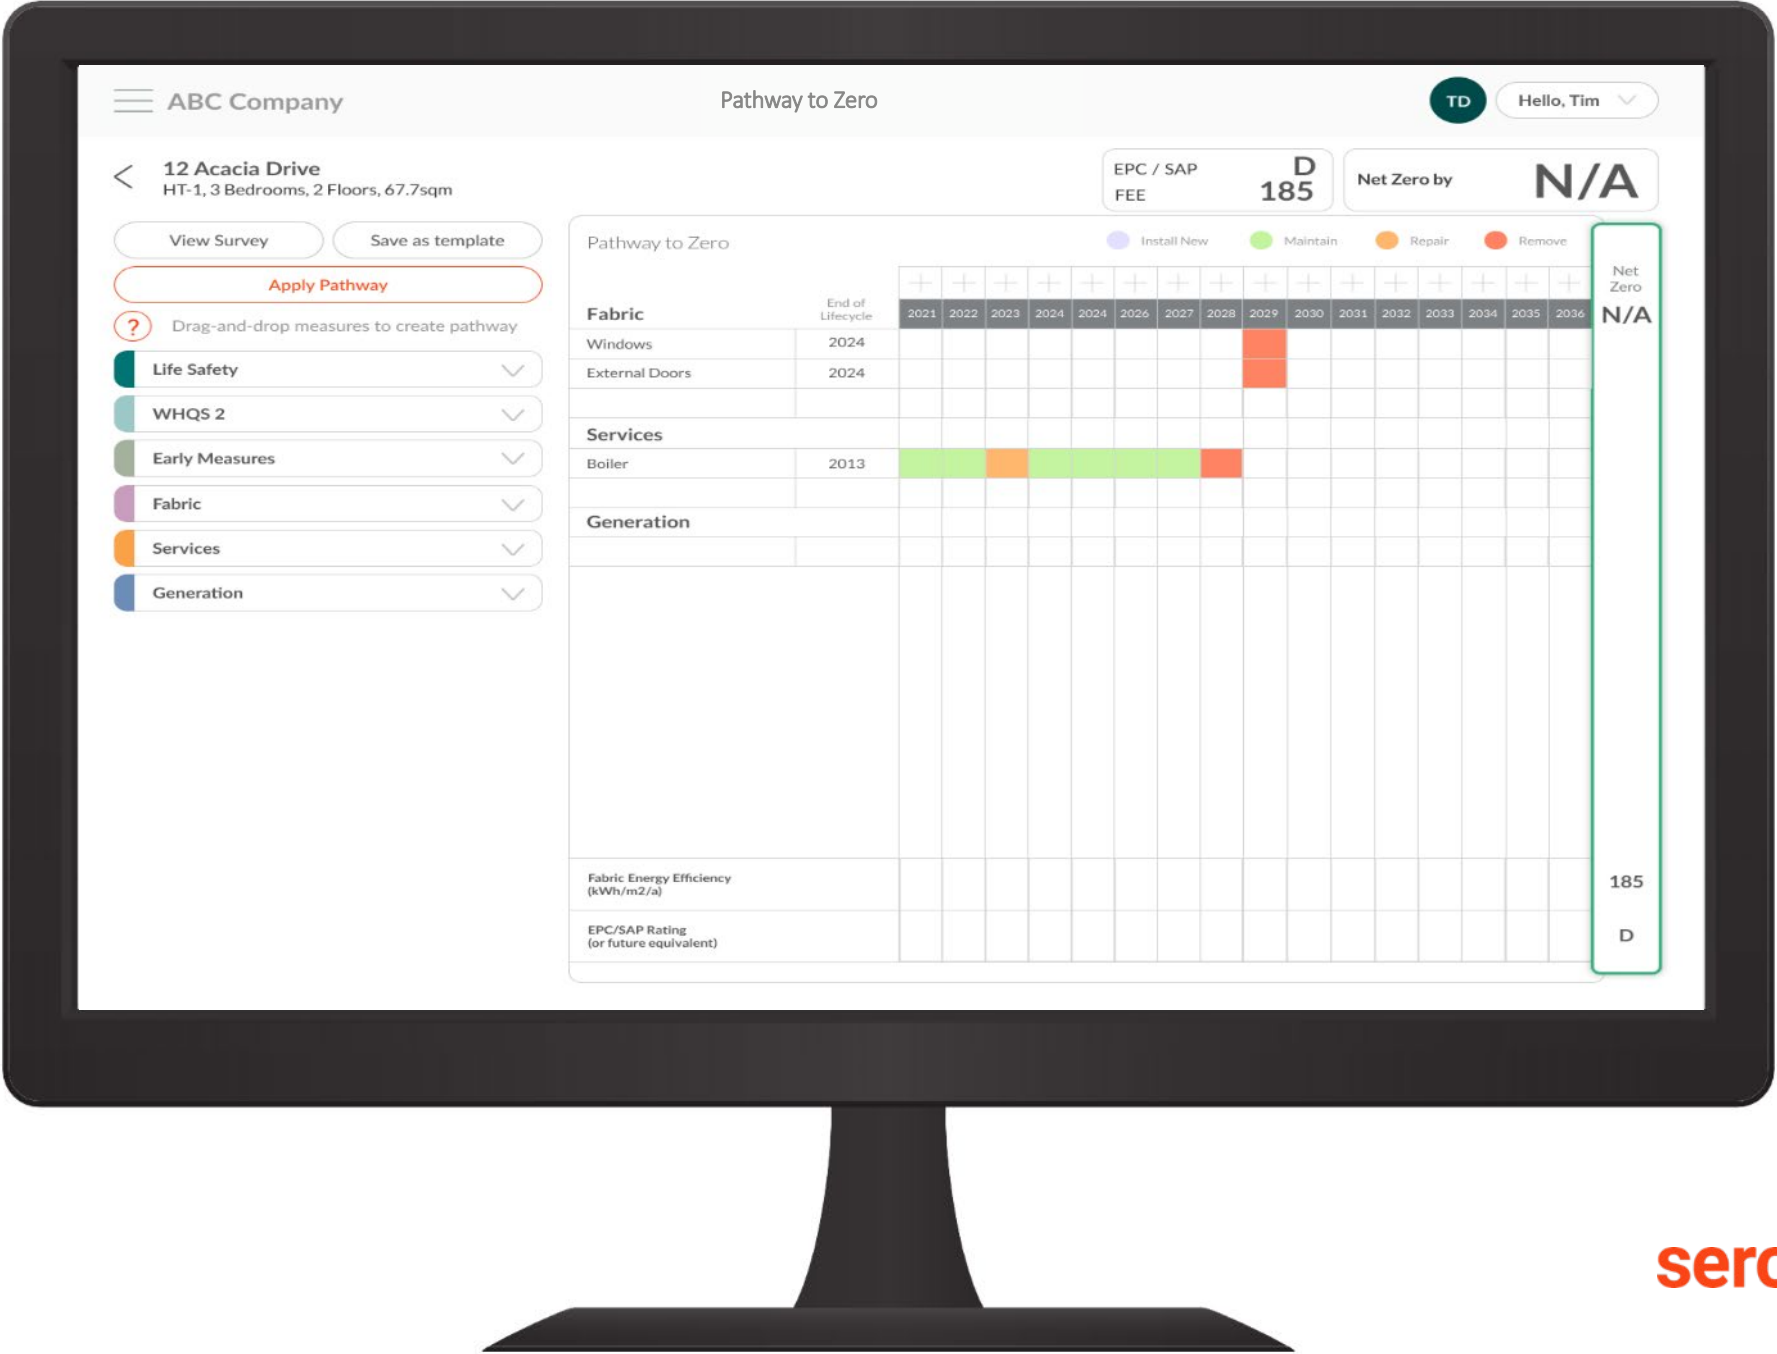 ABC Company
Pathway to Zero
TD
Hello, Tim
12 Acacia Drive
HT-1, 3 Bedrooms, 2 Floors, 67.7sqm
EPC / SAP D
FEE 185
Net Zero by N/A
View Survey
Save as template
Apply Pathway
? Drag-and-drop measures to create pathway
Life Safety
WHQS 2
Early Measures
Fabric
Services
Generation
Pathway to Zero
Install New Maintain Repair Remove
Fabric
End of
Lifecycle
2021 2022 2023 2024 2024 2026 2027 2028 2029 2030 2031 2032 2033 2034 2035 2036
Net
Zero
N/A
Windows 2024
External Doors 2024
Services
Boiler 2013
Generation
Fabric Energy Efficiency
(kWh/m2/a)
185
EPC/SAP Rating
(or future equivalent)
D